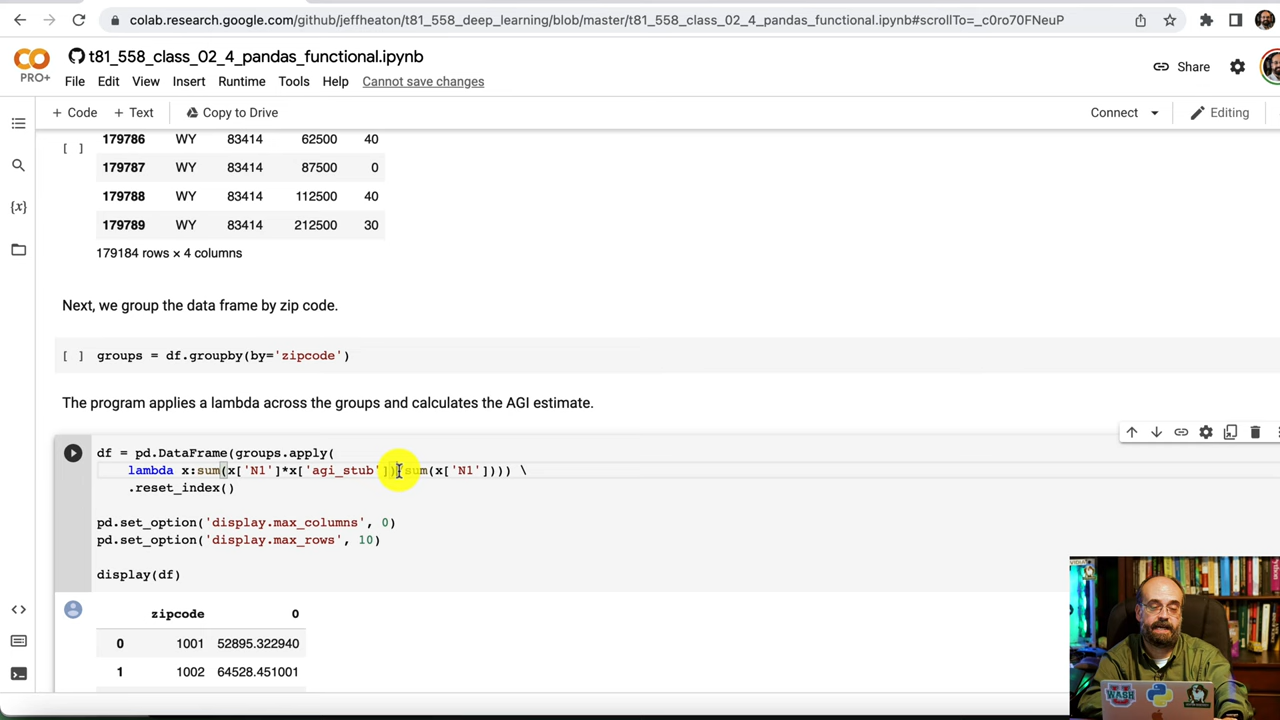 colab.research.google.com/github/jeffheaton/t81_558_deep_learning/blob/master/t81_558_class_02_4_pandas_functional.ipynb#scrollTo=_c0ro70FNeuP
t81_558_class_02_4_pandas_functional.ipynb
PRO+
File Edit View Insert Runtime Tools Help Cannot save changes
Share
+ Code + Text Copy to Drive
Connect Editing
179786 WY 83414 62500 40
[ ]
179787 WY 83414 87500 0
179788 WY 83414 112500 40
179789 WY 83414 212500 30
179184 rows × 4 columns
Next, we group the data frame by zip code.
[ ] groups = df.groupby(by='zipcode')
The program applies a lambda across the groups and calculates the AGI estimate.
df = pd.DataFrame(groups.apply(
lambda x:sum(x['N1']*x['agi_stub'])/sum(x['N1']))) \
.reset_index()
pd.set_option('display.max_columns', 0)
pd.set_option('display.max_rows', 10)
display(df)
zipcode 0
0 1001 52895.322940
1 1002 64528.451001
WASH